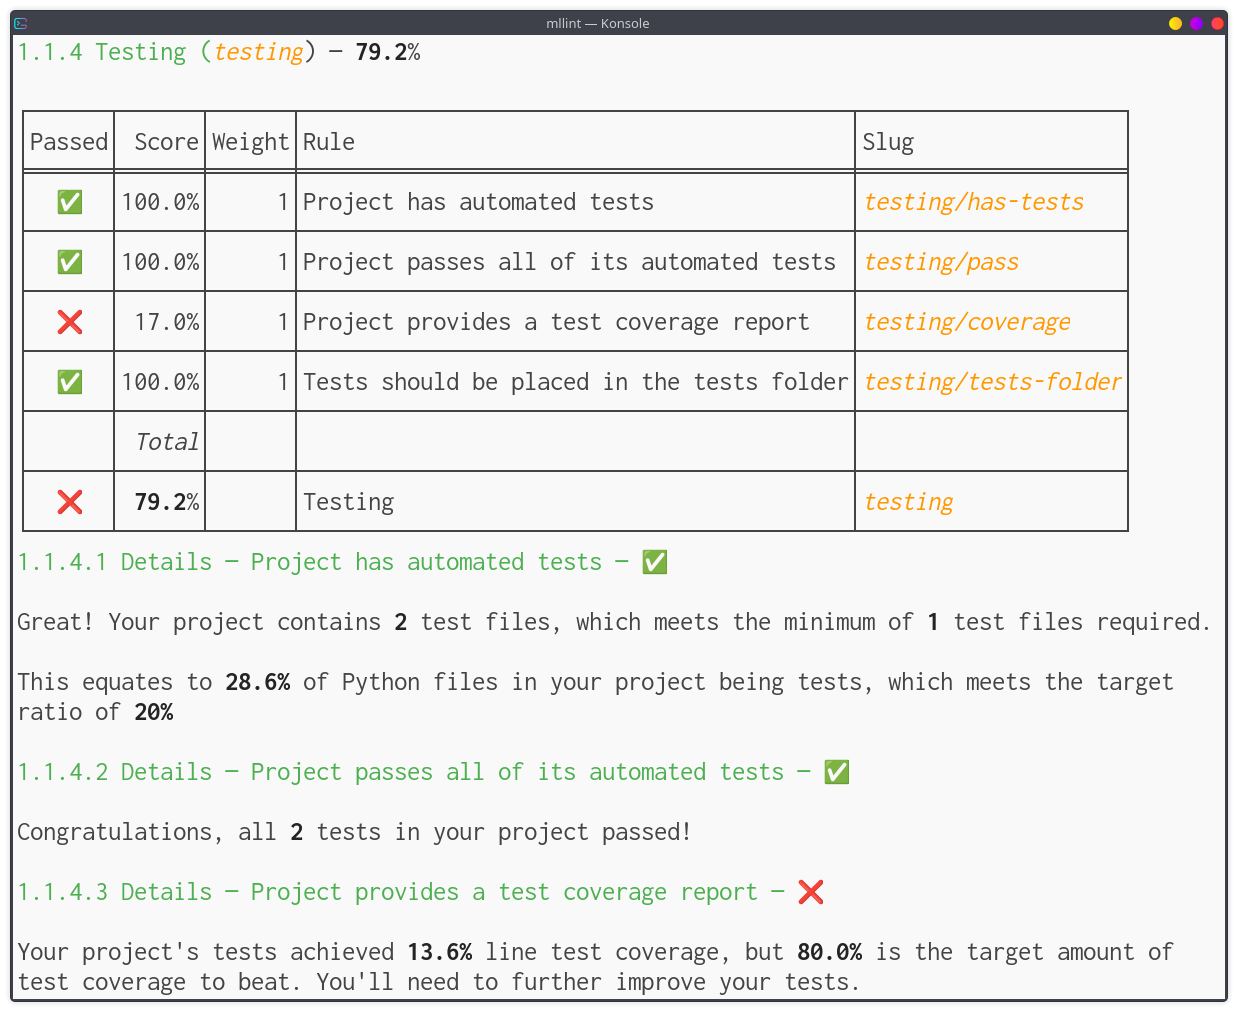 mllint — Konsole
1.1.4 Testing (testing) — 79.2%
Passed Score Weight Rule Slug
✅ 100.0% 1 Project has automated tests testing/has-tests
✅ 100.0% 1 Project passes all of its automated tests testing/pass
❌ 17.0% 1 Project provides a test coverage report testing/coverage
✅ 100.0% 1 Tests should be placed in the tests folder testing/tests-folder
Total
❌ 79.2% Testing testing
1.1.4.1 Details — Project has automated tests — ✅
Great! Your project contains 2 test files, which meets the minimum of 1 test files required.
This equates to 28.6% of Python files in your project being tests, which meets the target
ratio of 20%
1.1.4.2 Details — Project passes all of its automated tests — ✅
Congratulations, all 2 tests in your project passed!
1.1.4.3 Details — Project provides a test coverage report — ❌
Your project's tests achieved 13.6% line test coverage, but 80.0% is the target amount of
test coverage to beat. You'll need to further improve your tests.